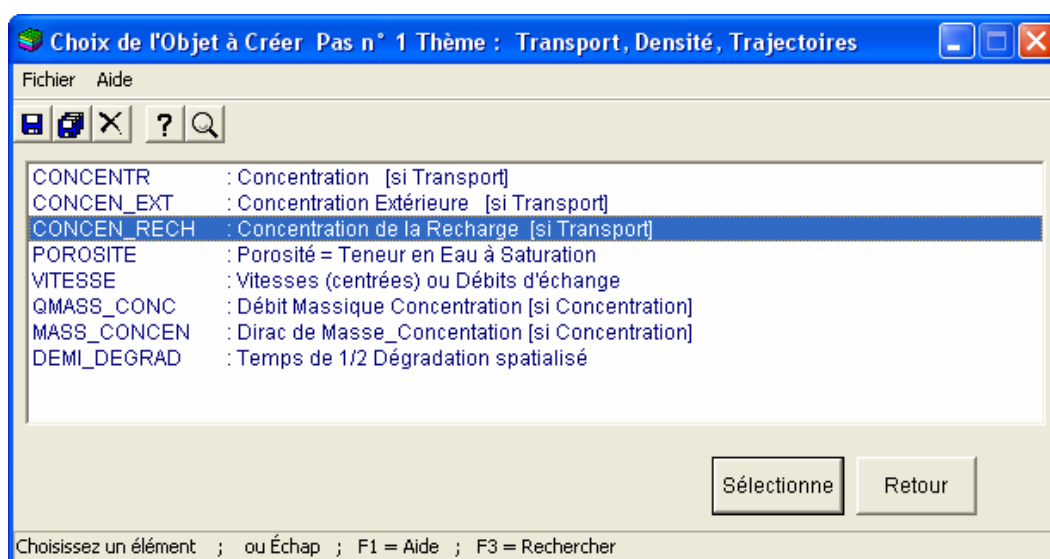 Choix de l'Objet à Créer Pas n° 1 Thème : Transport, Densité, Trajectoires
Fichier Aide
CONCENTR : Concentration [si Transport]
CONCEN_EXT : Concentration Extérieure [si Transport]
CONCEN_RECH : Concentration de la Recharge [si Transport]
POROSITE : Porosité = Teneur en Eau à Saturation
VITESSE : Vitesses (centrées) ou Débits d'échange
QMASS_CONC : Débit Massique Concentration [si Concentration]
MASS_CONCEN : Dirac de Masse_Concentation [si Concentration]
DEMI_DEGRAD : Temps de 1/2 Dégradation spatialisé
Sélectionne Retour
Choisissez un élément ; ou Échap ; F1 = Aide ; F3 = Rechercher